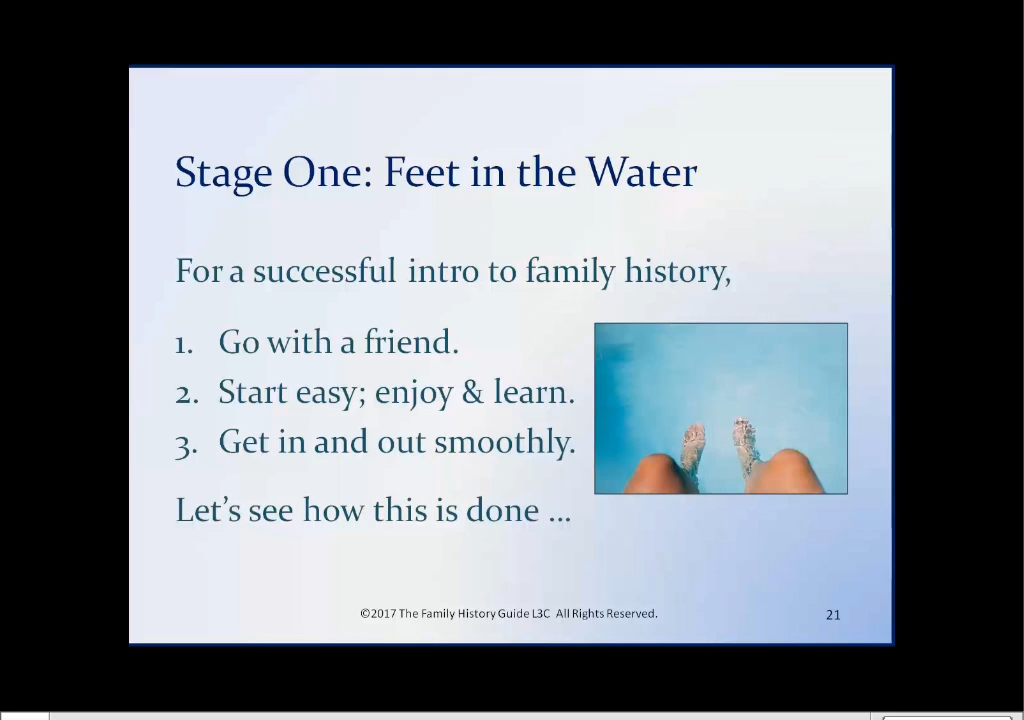 Stage One: Feet in the Water
For a successful intro to family history,
1. Go with a friend.
2. Start easy; enjoy & learn.
3. Get in and out smoothly.
Let's see how this is done ...
©2017 The Family History Guide L3C All Rights Reserved.
21